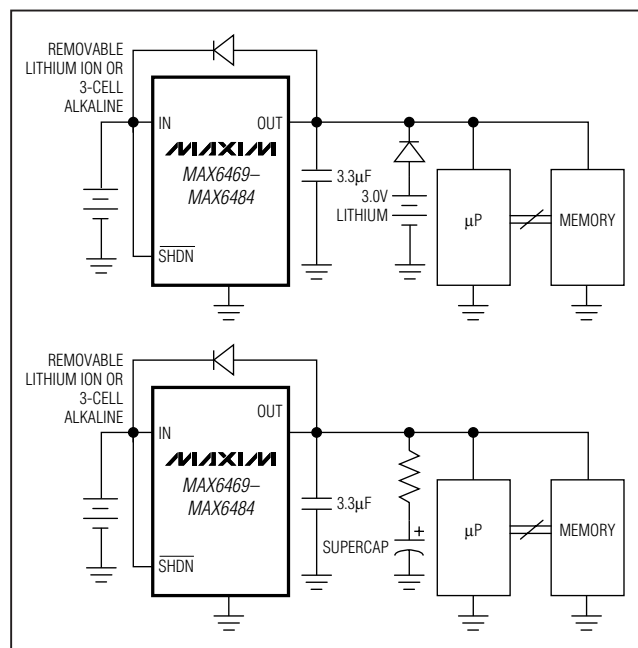 REMOVABLE
LITHIUM ION OR
3-CELL
ALKALINE
IN
OUT
MAXIM
MAX6469–
MAX6484
SHDN
3.3µF
3.0V
LITHIUM
µP
MEMORY
REMOVABLE
LITHIUM ION OR
3-CELL
ALKALINE
IN
OUT
MAXIM
MAX6469–
MAX6484
SHDN
3.3µF
+
SUPERCAP
µP
MEMORY